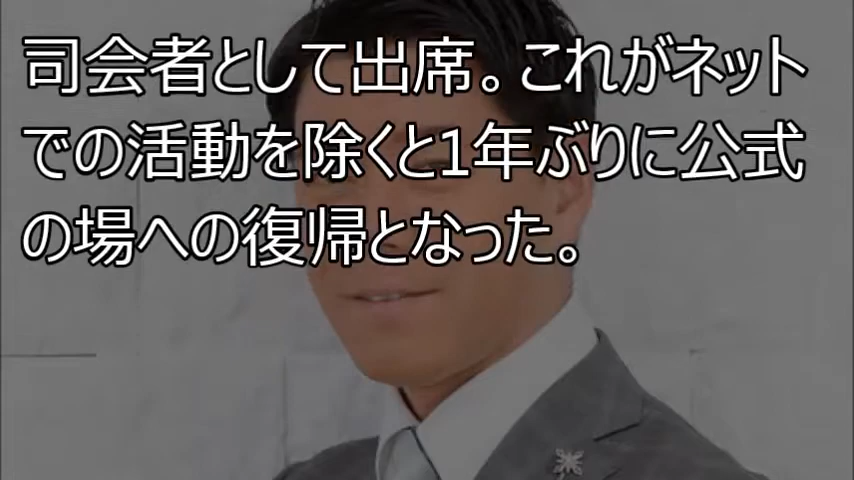 司会者として出席。これがネット
での活動を除くと1年ぶりに公式
の場への復帰となった。